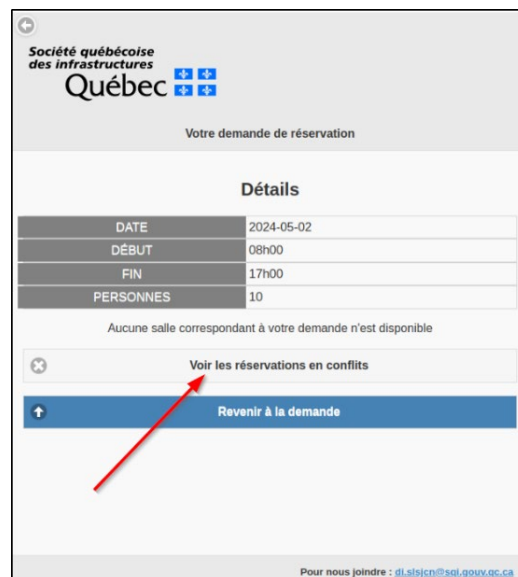 Société québécoise
des infrastructures
Québec
Votre demande de réservation
Détails
DATE 2024-05-02
DÉBUT 08h00
FIN 17h00
PERSONNES 10
Aucune salle correspondant à votre demande n'est disponible
Voir les réservations en conflits
Revenir à la demande
Pour nous joindre : di.slsjcn@sqi.gouv.qc.ca